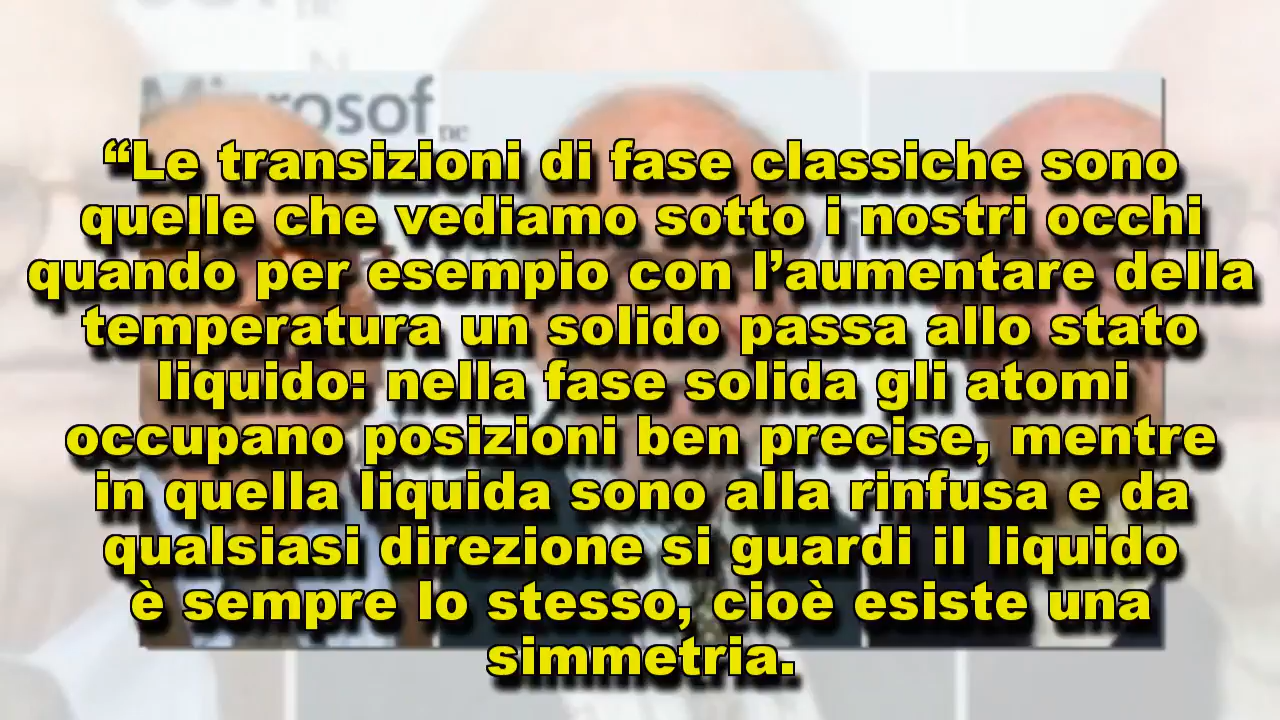 Microsof
ne
“Le transizioni di fase classiche sono
quelle che vediamo sotto i nostri occhi
quando per esempio con l’aumentare della
temperatura un solido passa allo stato
liquido: nella fase solida gli atomi
occupano posizioni ben precise, mentre
in quella liquida sono alla rinfusa e da
qualsiasi direzione si guardi il liquido
è sempre lo stesso, cioè esiste una
simmetria.